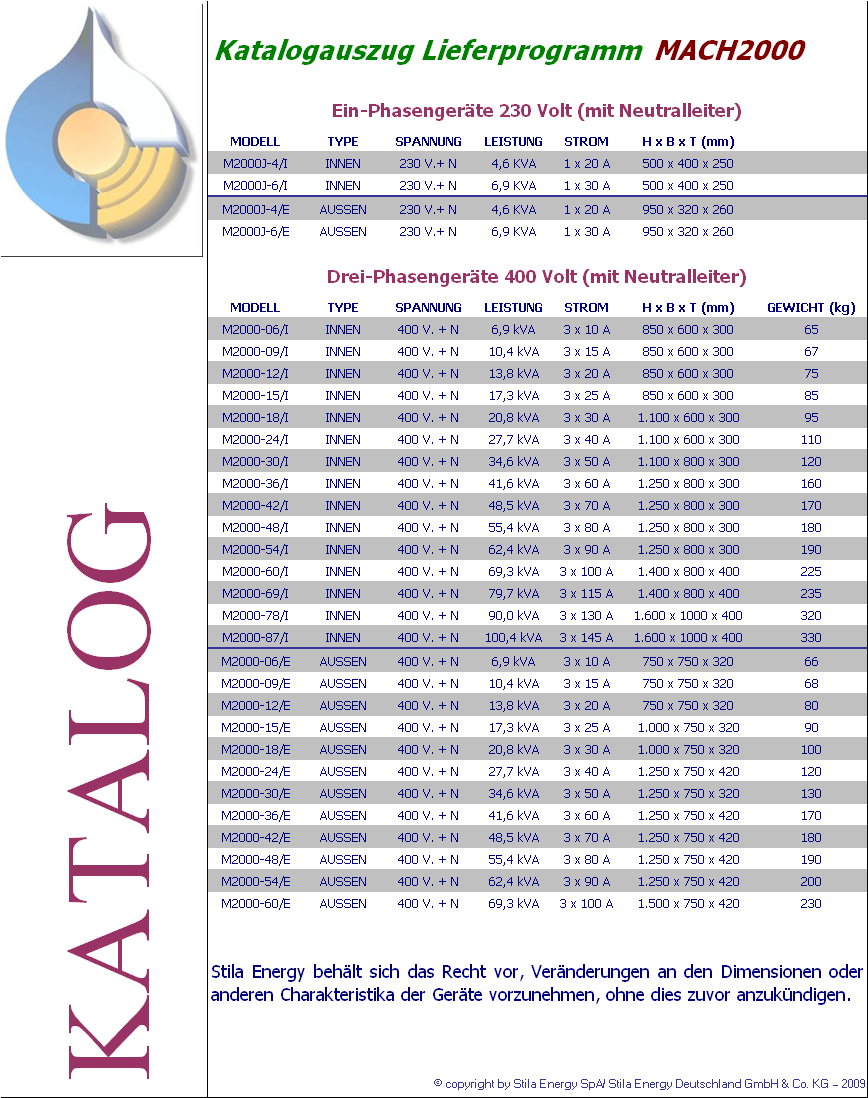 Katalogauszug Lieferprogramm MACH2000
Ein-Phasengeräte 230 Volt (mit Neutralleiter)
MODELL TYPE SPANNUNG LEISTUNG STROM H x B x T (mm)
M2000J-4/I INNEN 230 V.+ N 4,6 KVA 1 x 20 A 500 x 400 x 250
M2000J-6/I INNEN 230 V.+ N 6,9 KVA 1 x 30 A 500 x 400 x 250
M2000J-4/E AUSSEN 230 V.+ N 4,6 KVA 1 x 20 A 950 x 320 x 260
M2000J-6/E AUSSEN 230 V.+ N 6,9 KVA 1 x 30 A 950 x 320 x 260
Drei-Phasengeräte 400 Volt (mit Neutralleiter)
MODELL TYPE SPANNUNG LEISTUNG STROM H x B x T (mm) GEWICHT (kg)
M2000-06/I INNEN 400 V. + N 6,9 kVA 3 x 10 A 850 x 600 x 300 65
M2000-09/I INNEN 400 V. + N 10,4 kVA 3 x 15 A 850 x 600 x 300 67
M2000-12/I INNEN 400 V. + N 13,8 kVA 3 x 20 A 850 x 600 x 300 75
M2000-15/I INNEN 400 V. + N 17,3 kVA 3 x 25 A 850 x 600 x 300 85
M2000-18/I INNEN 400 V. + N 20,8 kVA 3 x 30 A 1.100 x 600 x 300 95
M2000-24/I INNEN 400 V. + N 27,7 kVA 3 x 40 A 1.100 x 600 x 300 110
M2000-30/I INNEN 400 V. + N 34,6 kVA 3 x 50 A 1.100 x 800 x 300 120
M2000-36/I INNEN 400 V. + N 41,6 kVA 3 x 60 A 1.250 x 800 x 300 160
M2000-42/I INNEN 400 V. + N 48,5 kVA 3 x 70 A 1.250 x 800 x 300 170
M2000-48/I INNEN 400 V. + N 55,4 kVA 3 x 80 A 1.250 x 800 x 300 180
M2000-54/I INNEN 400 V. + N 62,4 kVA 3 x 90 A 1.250 x 800 x 300 190
M2000-60/I INNEN 400 V. + N 69,3 kVA 3 x 100 A 1.400 x 800 x 400 225
M2000-69/I INNEN 400 V. + N 79,7 kVA 3 x 115 A 1.400 x 800 x 400 235
M2000-78/I INNEN 400 V. + N 90,0 kVA 3 x 130 A 1.600 x 1000 x 400 320
M2000-87/I INNEN 400 V. + N 100,4 kVA 3 x 145 A 1.600 x 1000 x 400 330
M2000-06/E AUSSEN 400 V. + N 6,9 kVA 3 x 10 A 750 x 750 x 320 66
M2000-09/E AUSSEN 400 V. + N 10,4 kVA 3 x 15 A 750 x 750 x 320 68
M2000-12/E AUSSEN 400 V. + N 13,8 kVA 3 x 20 A 750 x 750 x 320 80
M2000-15/E AUSSEN 400 V. + N 17,3 kVA 3 x 25 A 1.000 x 750 x 320 90
M2000-18/E AUSSEN 400 V. + N 20,8 kVA 3 x 30 A 1.000 x 750 x 320 100
M2000-24/E AUSSEN 400 V. + N 27,7 kVA 3 x 40 A 1.250 x 750 x 420 120
M2000-30/E AUSSEN 400 V. + N 34,6 kVA 3 x 50 A 1.250 x 750 x 320 130
M2000-36/E AUSSEN 400 V. + N 41,6 kVA 3 x 60 A 1.250 x 750 x 420 170
M2000-42/E AUSSEN 400 V. + N 48,5 kVA 3 x 70 A 1.250 x 750 x 420 180
M2000-48/E AUSSEN 400 V. + N 55,4 kVA 3 x 80 A 1.250 x 750 x 420 190
M2000-54/E AUSSEN 400 V. + N 62,4 kVA 3 x 90 A 1.250 x 750 x 420 200
M2000-60/E AUSSEN 400 V. + N 69,3 kVA 3 x 100 A 1.500 x 750 x 420 230
KATALOG
Stila Energy behält sich das Recht vor, Veränderungen an den Dimensionen oder
anderen Charakteristika der Geräte vorzunehmen, ohne dies zuvor anzukündigen.
© copyright by Stila Energy SpA/ Stila Energy Deutschland GmbH & Co. KG – 2009